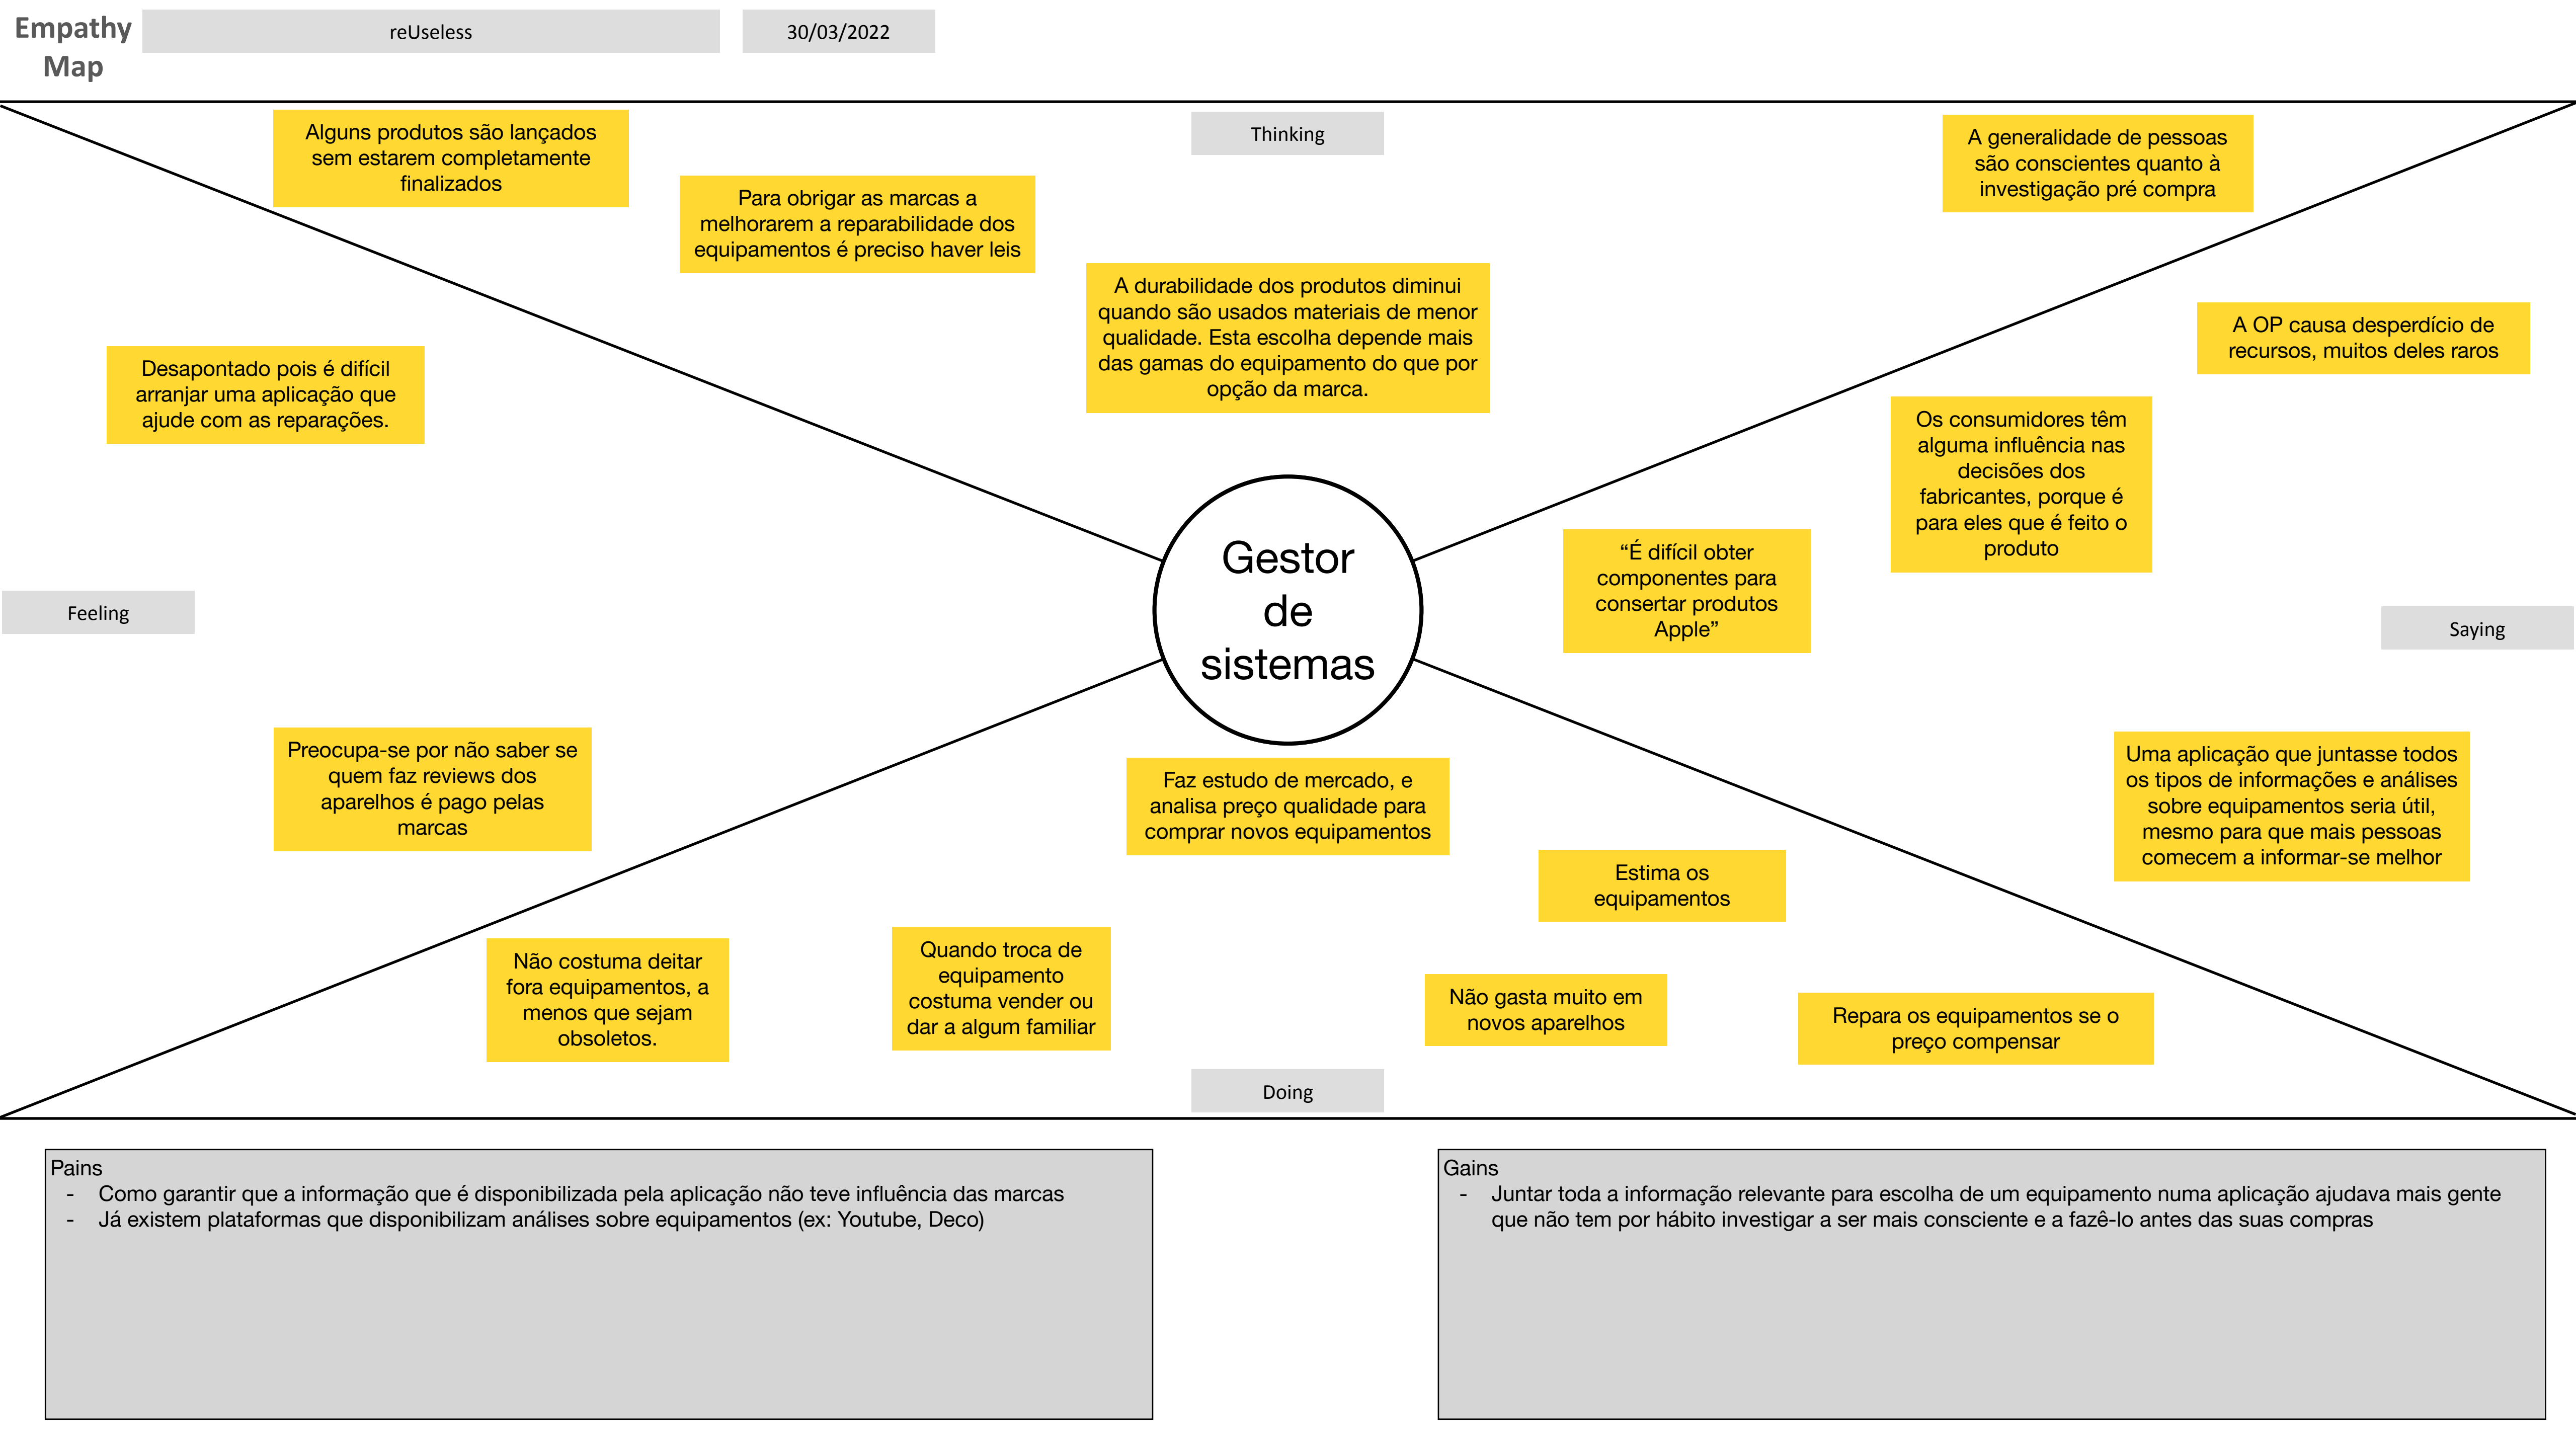 Empathy
Map
reUseless
30/03/2022
Thinking
Alguns produtos são lançados
sem estarem completamente
finalizados
Para obrigar as marcas a
melhorarem a reparabilidade dos
equipamentos é preciso haver leis
A durabilidade dos produtos diminui
quando são usados materiais de menor
qualidade. Esta escolha depende mais
das gamas do equipamento do que por
opção da marca.
A generalidade de pessoas
são conscientes quanto à
investigação pré compra
A OP causa desperdício de
recursos, muitos deles raros
Os consumidores têm
alguma influência nas
decisões dos
fabricantes, porque é
para eles que é feito o
produto
“É difícil obter
componentes para
consertar produtos
Apple”
Saying
Uma aplicação que juntasse todos
os tipos de informações e análises
sobre equipamentos seria útil,
mesmo para que mais pessoas
comecem a informar-se melhor
Desapontado pois é difícil
arranjar uma aplicação que
ajude com as reparações.
Feeling
Preocupa-se por não saber se
quem faz reviews dos
aparelhos é pago pelas
marcas
Gestor
de
sistemas
Faz estudo de mercado, e
analisa preço qualidade para
comprar novos equipamentos
Estima os
equipamentos
Não costuma deitar
fora equipamentos, a
menos que sejam
obsoletos.
Quando troca de
equipamento
costuma vender ou
dar a algum familiar
Não gasta muito em
novos aparelhos
Repara os equipamentos se o
preço compensar
Doing
Pains
- Como garantir que a informação que é disponibilizada pela aplicação não teve influência das marcas
- Já existem plataformas que disponibilizam análises sobre equipamentos (ex: Youtube, Deco)
Gains
- Juntar toda a informação relevante para escolha de um equipamento numa aplicação ajudava mais gente
que não tem por hábito investigar a ser mais consciente e a fazê-lo antes das suas compras